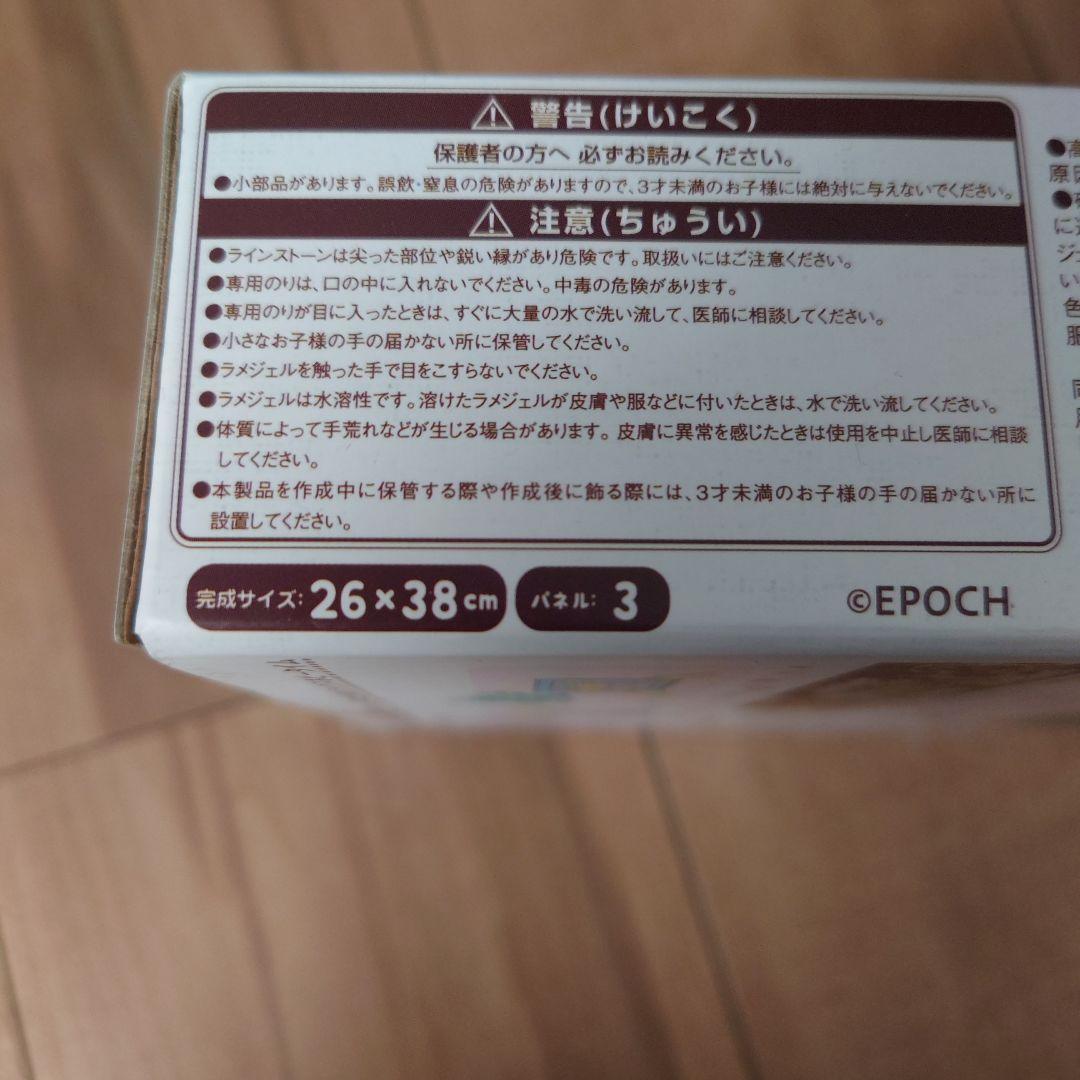 警告(けいこく)
保護者の方へ 必ずお読みください。
●小部品があります。誤飲・窒息の危険がありますので、3才未満のお子様には絶対に与えないでください。
注意(ちゅうい)
●ラインストーンは尖った部位や鋭い縁があり危険です。取扱いにはご注意ください。
●専用のりは、口の中に入れないでください。中毒の危険があります。
●専用のりが目に入ったときは、すぐに大量の水で洗い流して、医師に相談してください。
●小さなお子様の手の届かない所に保管してください。
●ラメジェルを触った手で目をこすらないでください。
●ラメジェルは水溶性です。溶けたラメジェルが皮膚や服などに付いたときは、水で洗い流してください。
●体質によって手荒れなどが生じる場合があります。皮膚に異常を感じたときは使用を中止し医師に相談
してください。
●本製品を作成中に保管する際や作成後に飾る際には、3才未満のお子様の手の届かない所に
設置してください。
完成サイズ:26×38cm
パネル:3
©EPOCH